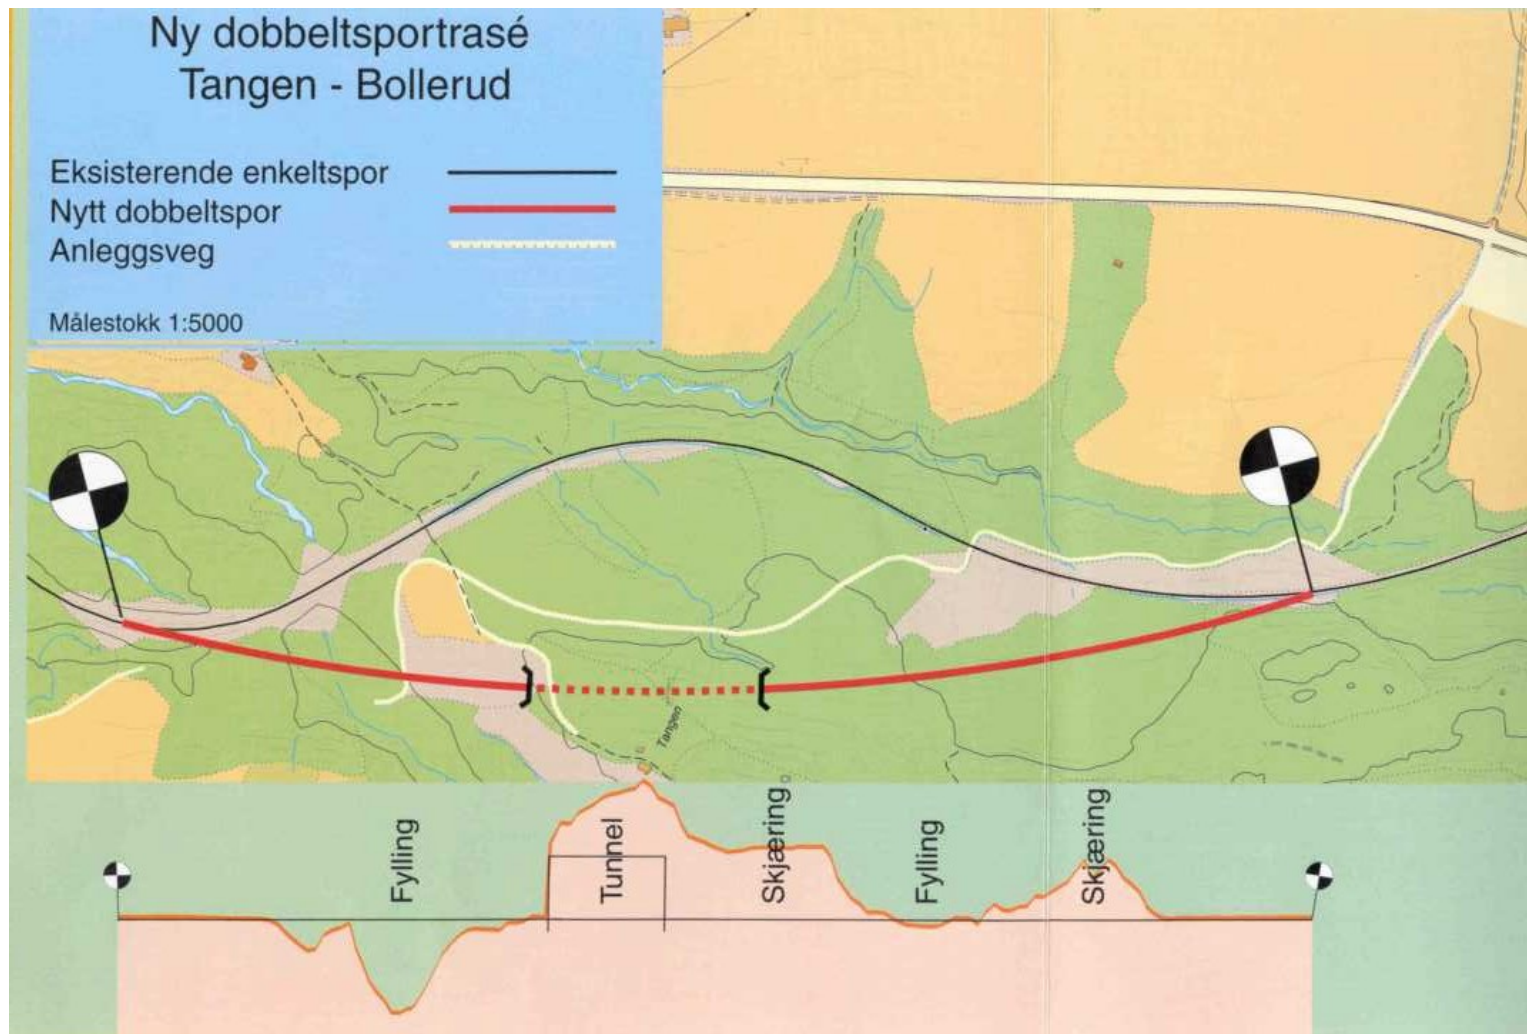 Ny dobbeltsportrasé
Tangen - Bollerud
Eksisterende enkeltspor
Nytt dobbeltspor
Anleggsveg
Målestokk 1:5000
Tangen
Fylling
Tunnel
Skjæring
Fylling
Skjæring